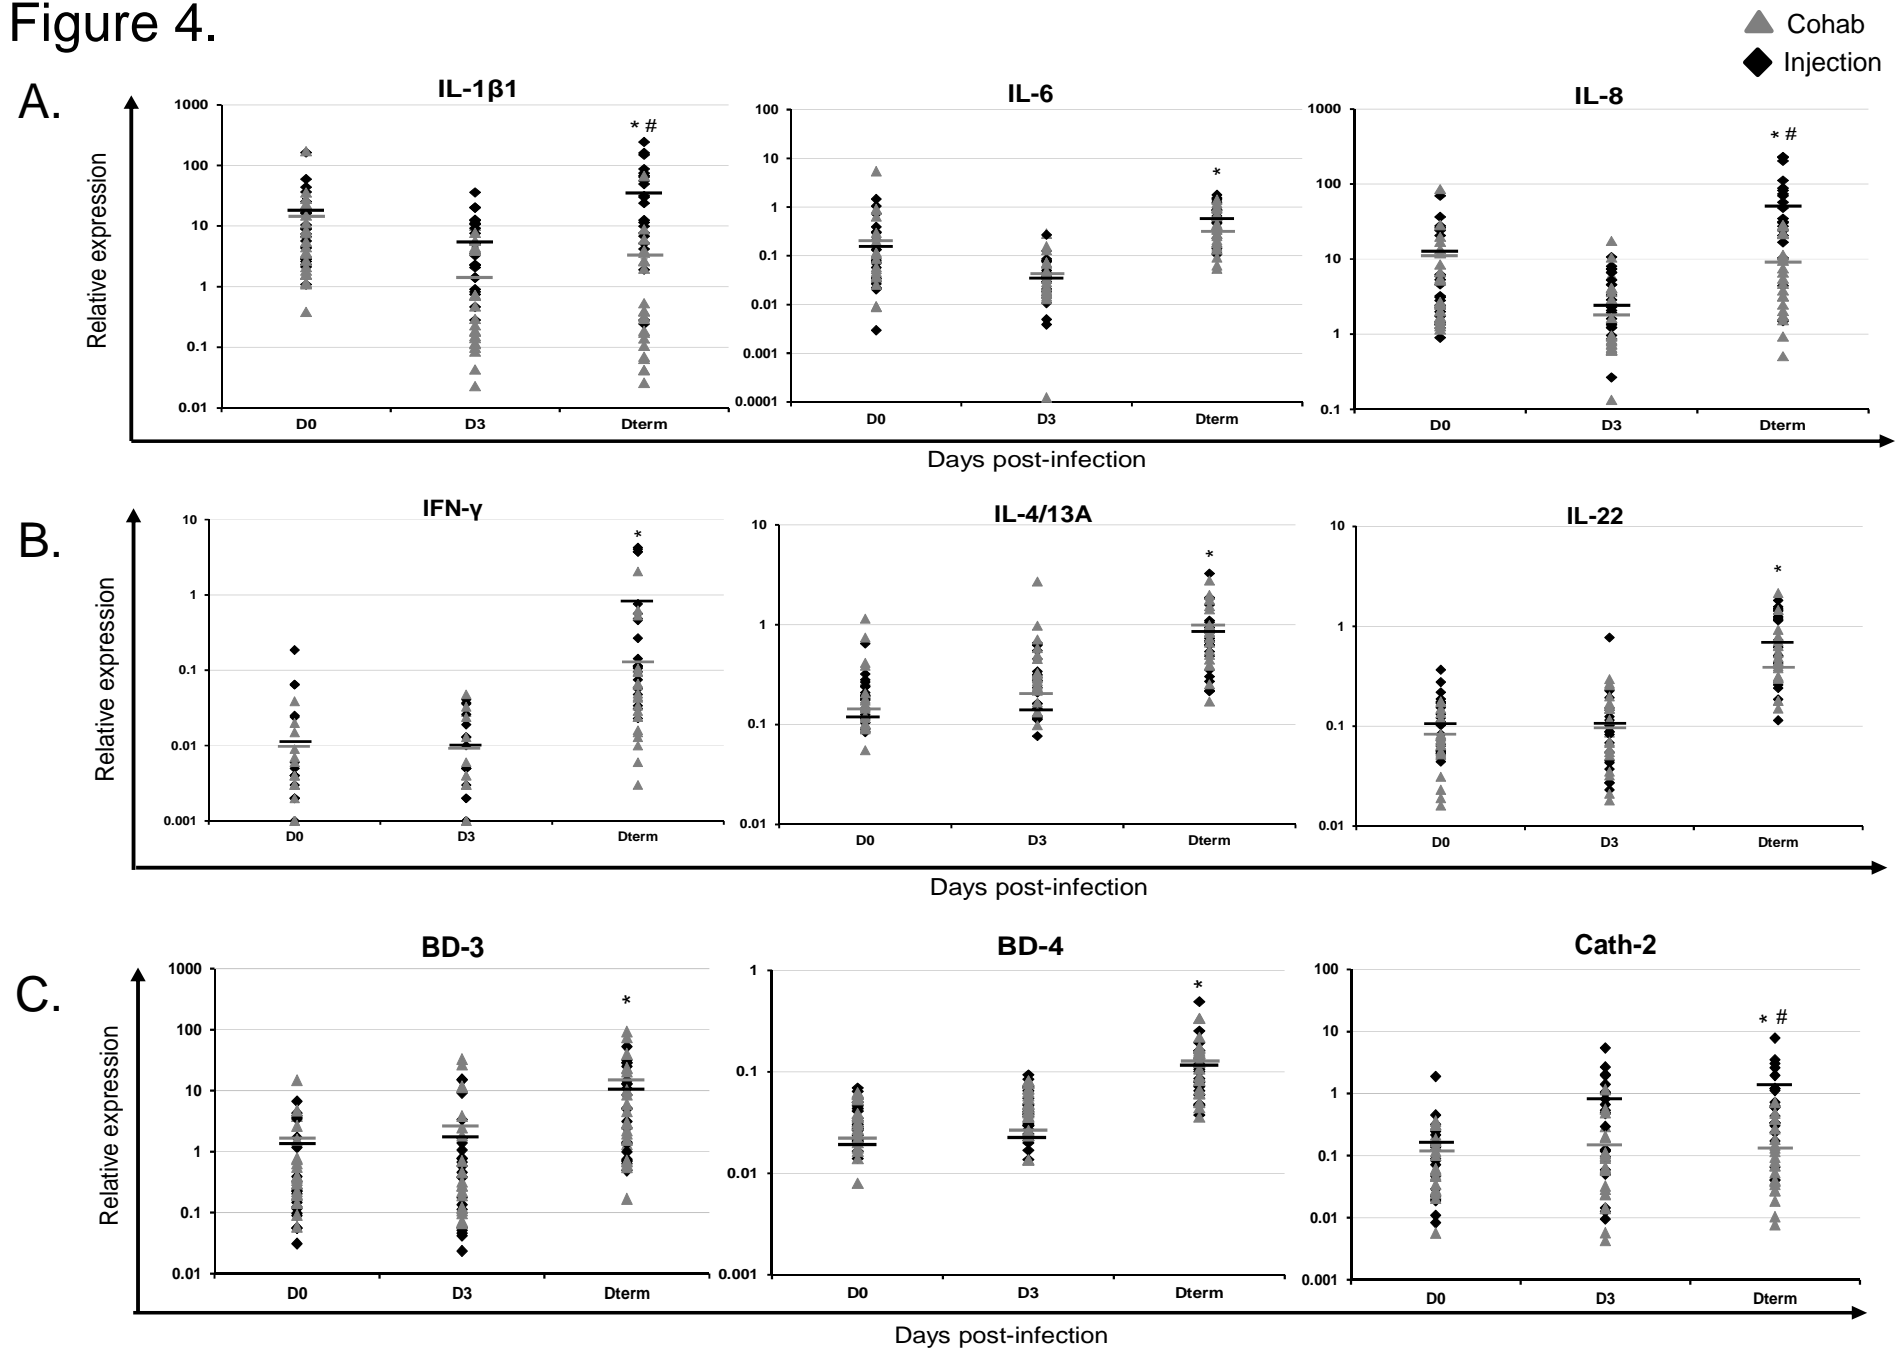 Figure 4.
Cohab
Injection
A.
Relative expression
IL-1β1
1000
100
10
1
0.1
0.01
* #
D0 D3 Dterm
IL-6
100
10
1
0.1
0.01
0.001
0.0001
*
D0 D3 Dterm
IL-8
1000
100
10
1
0.1
* #
D0 D3 Dterm
Days post-infection
B.
Relative expression
IFN-γ
10
1
0.1
0.01
0.001
*
D0 D3 Dterm
IL-4/13A
10
1
0.1
0.01
*
D0 D3 Dterm
IL-22
10
1
0.1
0.01
*
D0 D3 Dterm
Days post-infection
C.
Relative expression
BD-3
1000
100
10
1
0.1
0.01
*
D0 D3 Dterm
BD-4
1
0.1
0.01
0.001
*
D0 D3 Dterm
Cath-2
100
10
1
0.1
0.01
0.001
* #
D0 D3 Dterm
Days post-infection